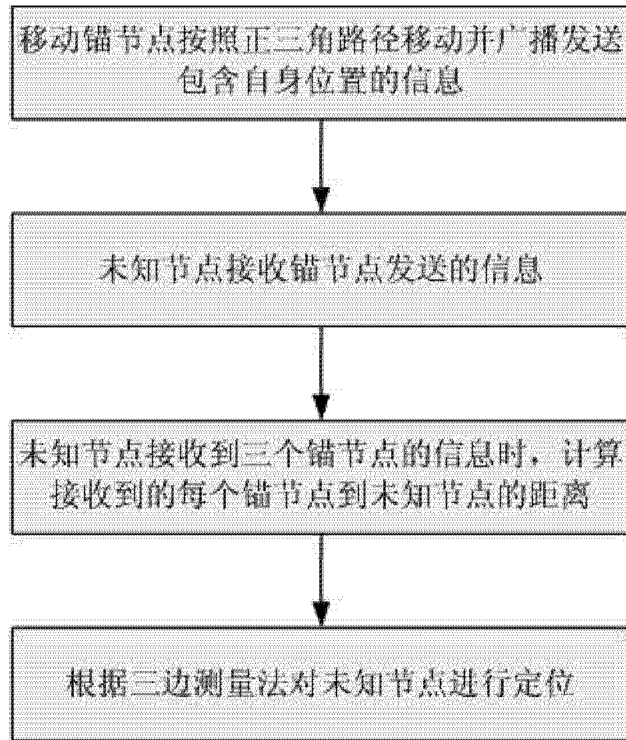 移动锚节点按照正三角路径移动并广播发送
包含自身位置的信息
未知节点接收锚节点发送的信息
未知节点接收到三个锚节点的信息时，计算
接收到的每个锚节点到未知节点的距离
根据三边测量法对未知节点进行定位